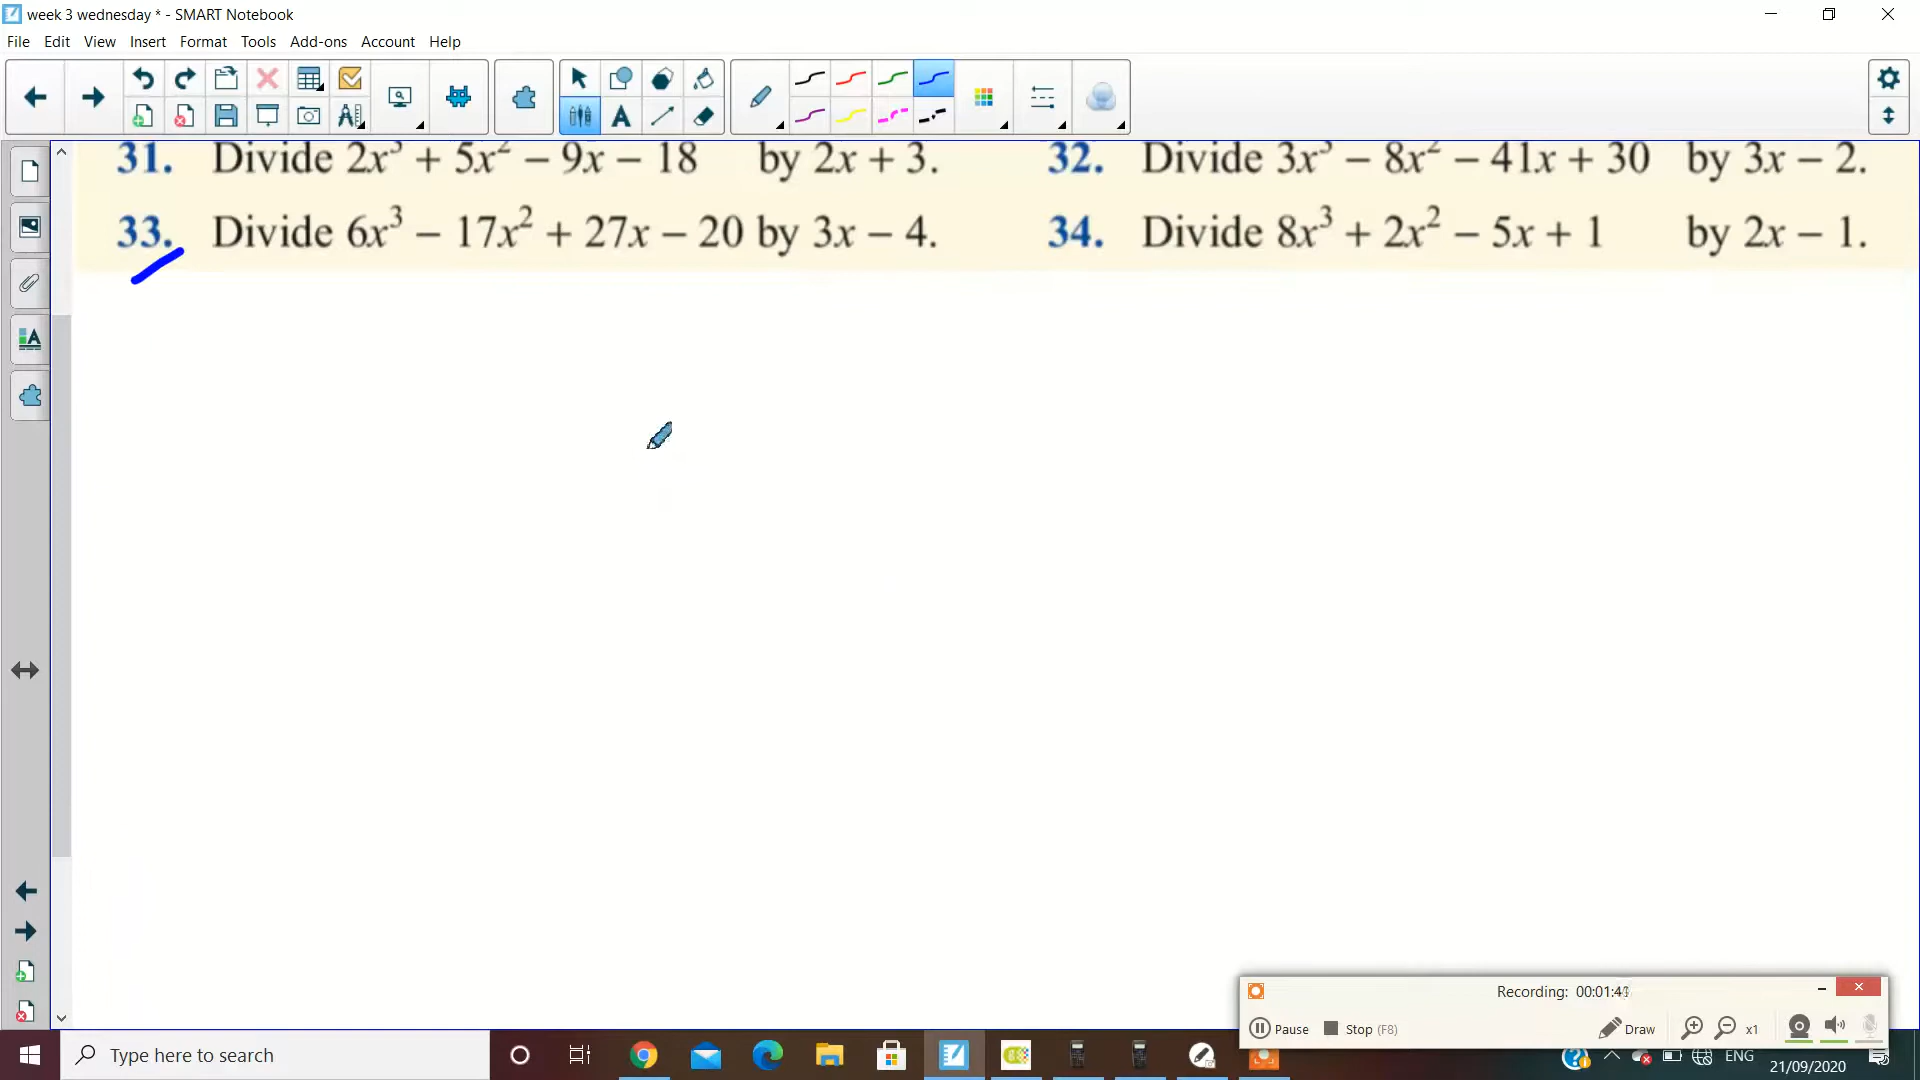 week 3 wednesday * - SMART Notebook
File Edit View Insert Format Tools Add-ons Account Help
31. Divide 2x³ + 5x² − 9x − 18 by 2x + 3. 32. Divide 3x³ − 8x² − 41x + 30 by 3x − 2.
33. Divide 6x³ − 17x² + 27x − 20 by 3x − 4. 34. Divide 8x³ + 2x² − 5x + 1 by 2x − 1.
Recording: 00:01:4
Pause Stop (F8) Draw x1
Type here to search
ENG
21/09/2020